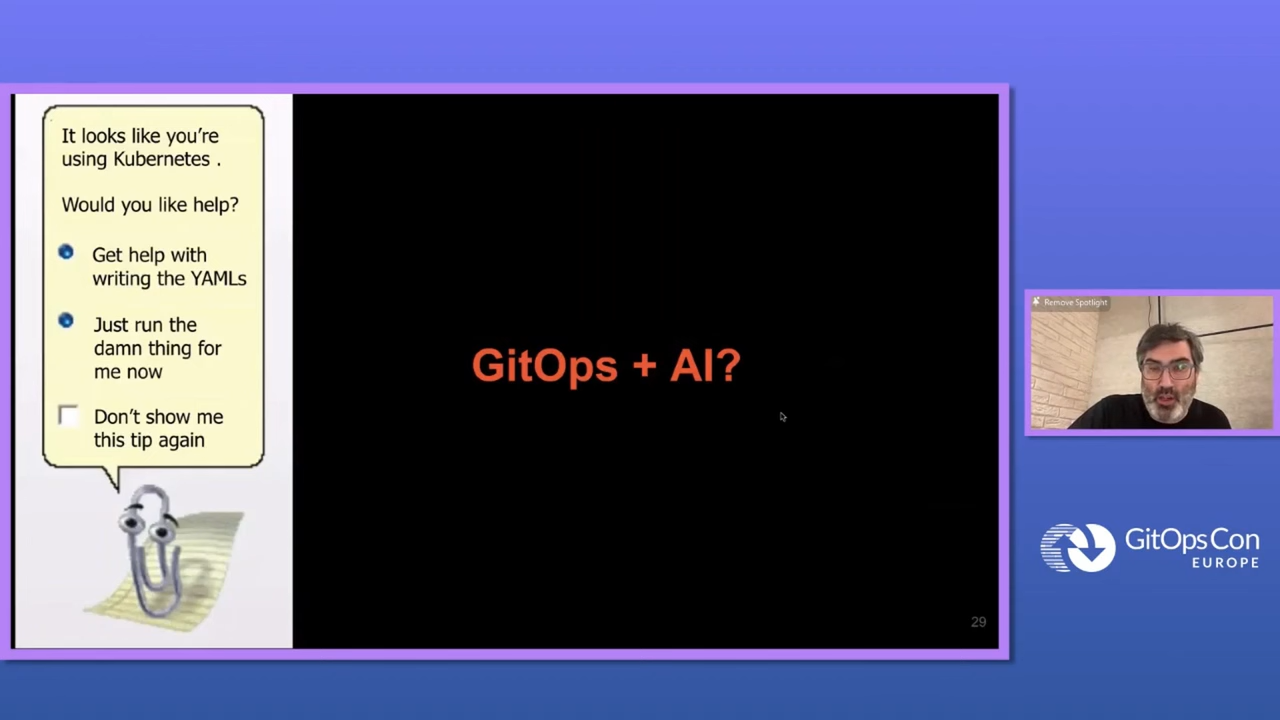 It looks like you're
using Kubernetes .
Would you like help?
Get help with
writing the YAMLs
Just run the
damn thing for
me now
Don't show me
this tip again
GitOps + AI?
29
Remove Spotlight
GitOpsCon
EUROPE